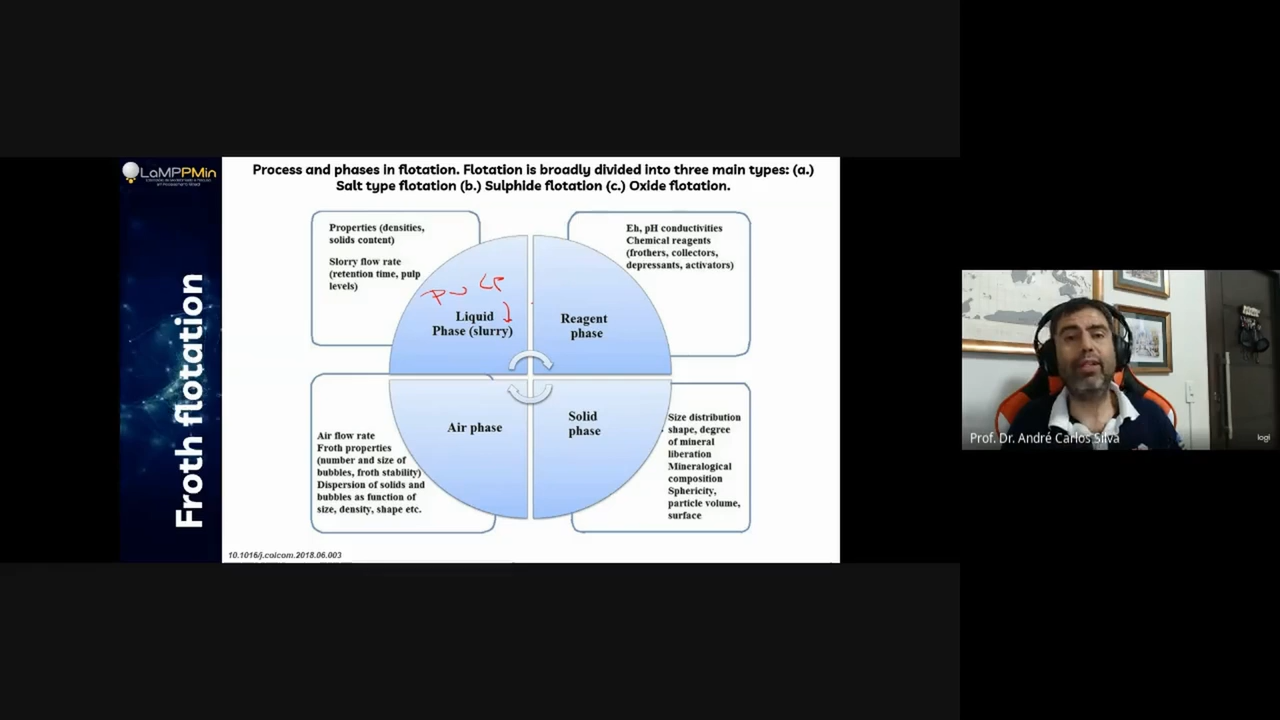 LaMPPMin
Froth flotation
Process and phases in flotation. Flotation is broadly divided into three main types: (a.)
Salt type flotation (b.) Sulphide flotation (c.) Oxide flotation.
Properties (densities,
solids content)
Slorry flow rate
(retention time, pulp
levels)
Eh, pH conductivities
Chemical reagents
(frothers, collectors,
depressants, activators)
Liquid
Phase (slurry)
Reagent
phase
Air phase
Solid
phase
Air flow rate
Froth properties
(number and size of
bubbles, froth stability)
Dispersion of solids and
bubbles as function of
size, density, shape etc.
Size distribution
shape, degree
of mineral
liberation
Mineralogical
composition
Sphericity,
particle volume,
surface
10.1016/j.colcom.2018.06.003
Prof. Dr. André Carlos Silva
logi